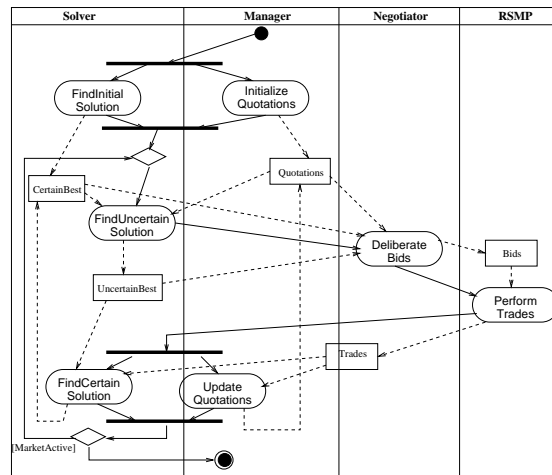 Solver
Manager
Negotiator
RSMP
FindInitial
Solution
Initialize
Quotations
CertainBest
Quotations
FindUncertain
Solution
Deliberate
Bids
Bids
UncertainBest
Perform
Trades
Trades
FindCertain
Solution
Update
Quotations
[MarketActive]